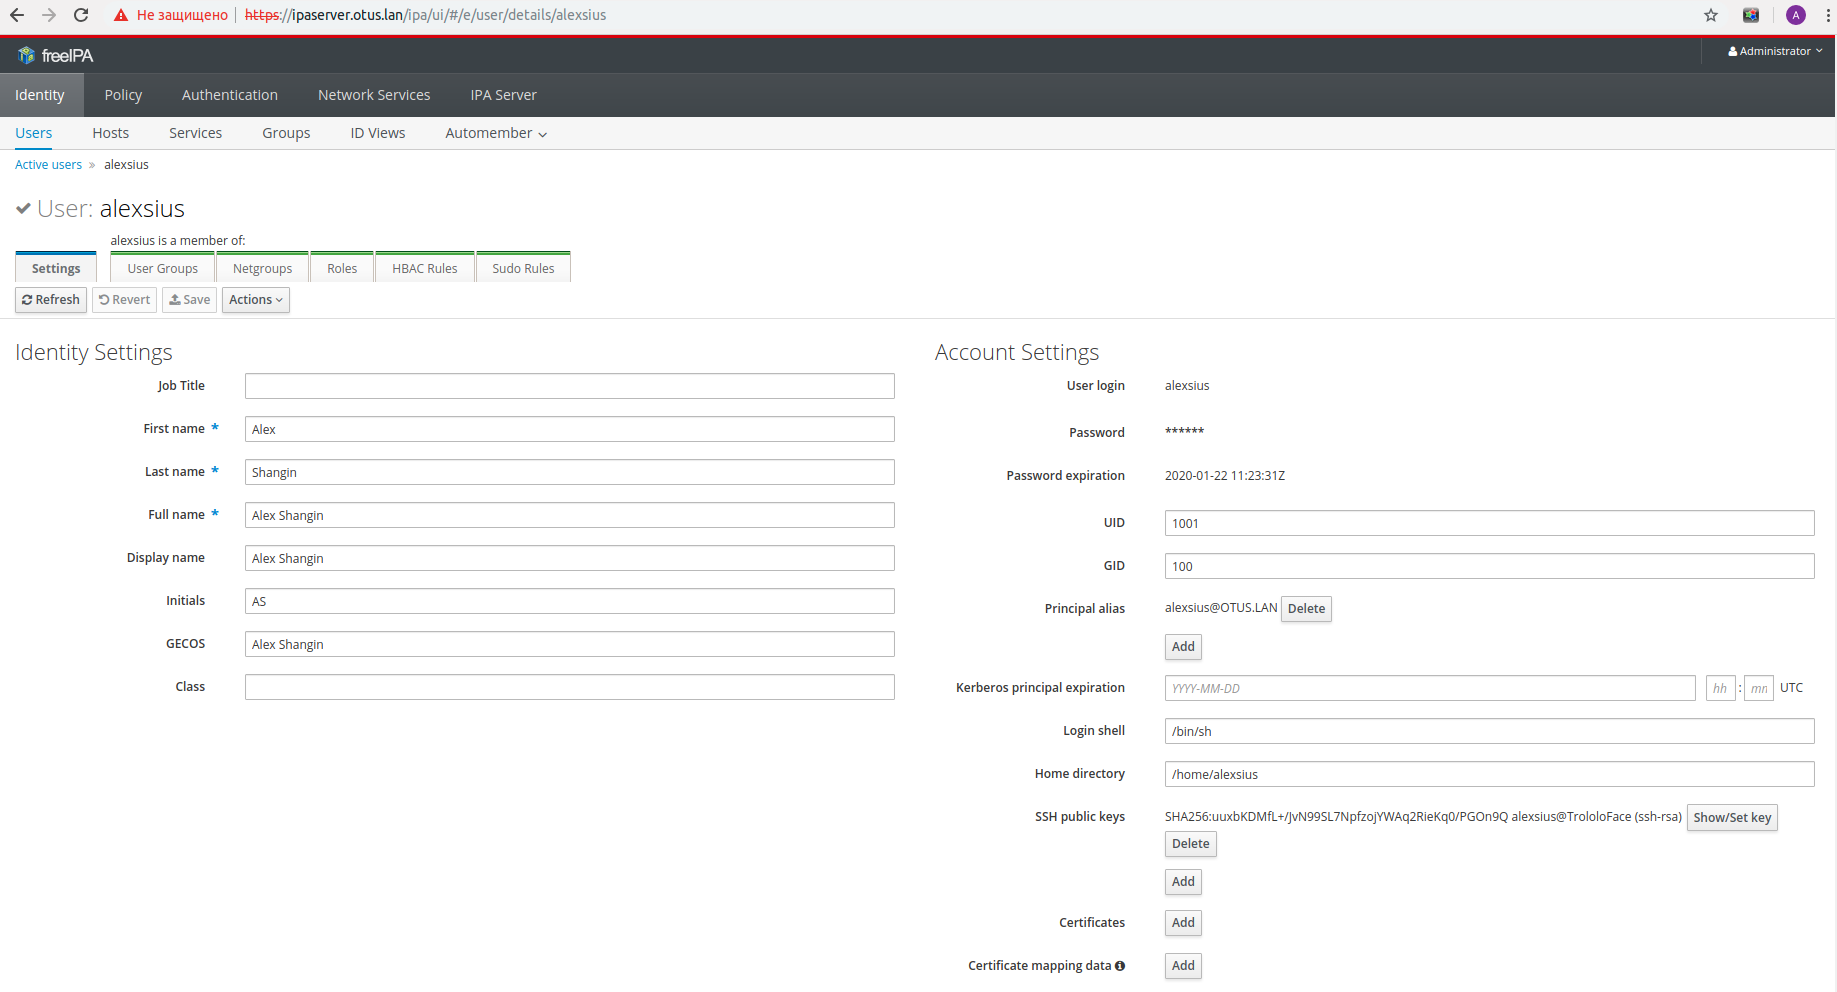 Не защищено https://ipaserver.otus.lan/ipa/ui/#/e/user/details/alexsius A
freeIPA Administrator
Identity Policy Authentication Network Services IPA Server
Users Hosts Services Groups ID Views Automember
Active users » alexsius
User: alexsius
alexsius is a member of:
Settings User Groups Netgroups Roles HBAC Rules Sudo Rules
Refresh Revert Save Actions
Identity Settings
Job Title
First name * Alex
Last name * Shangin
Full name * Alex Shangin
Display name Alex Shangin
Initials AS
GECOS Alex Shangin
Class
Account Settings
User login alexsius
Password ******
Password expiration 2020-01-22 11:23:31Z
UID 1001
GID 100
Principal alias alexsius@OTUS.LAN Delete
Add
Kerberos principal expiration YYYY-MM-DD hh : mn UTC
Login shell /bin/sh
Home directory /home/alexsius
SSH public keys SHA256:uuxbKDMfL+/JvN99SL7NpfzojYWAq2RieKq0/PGOn9Q alexsius@TrololoFace (ssh-rsa) Show/Set key
Delete
Add
Certificates Add
Certificate mapping data Add